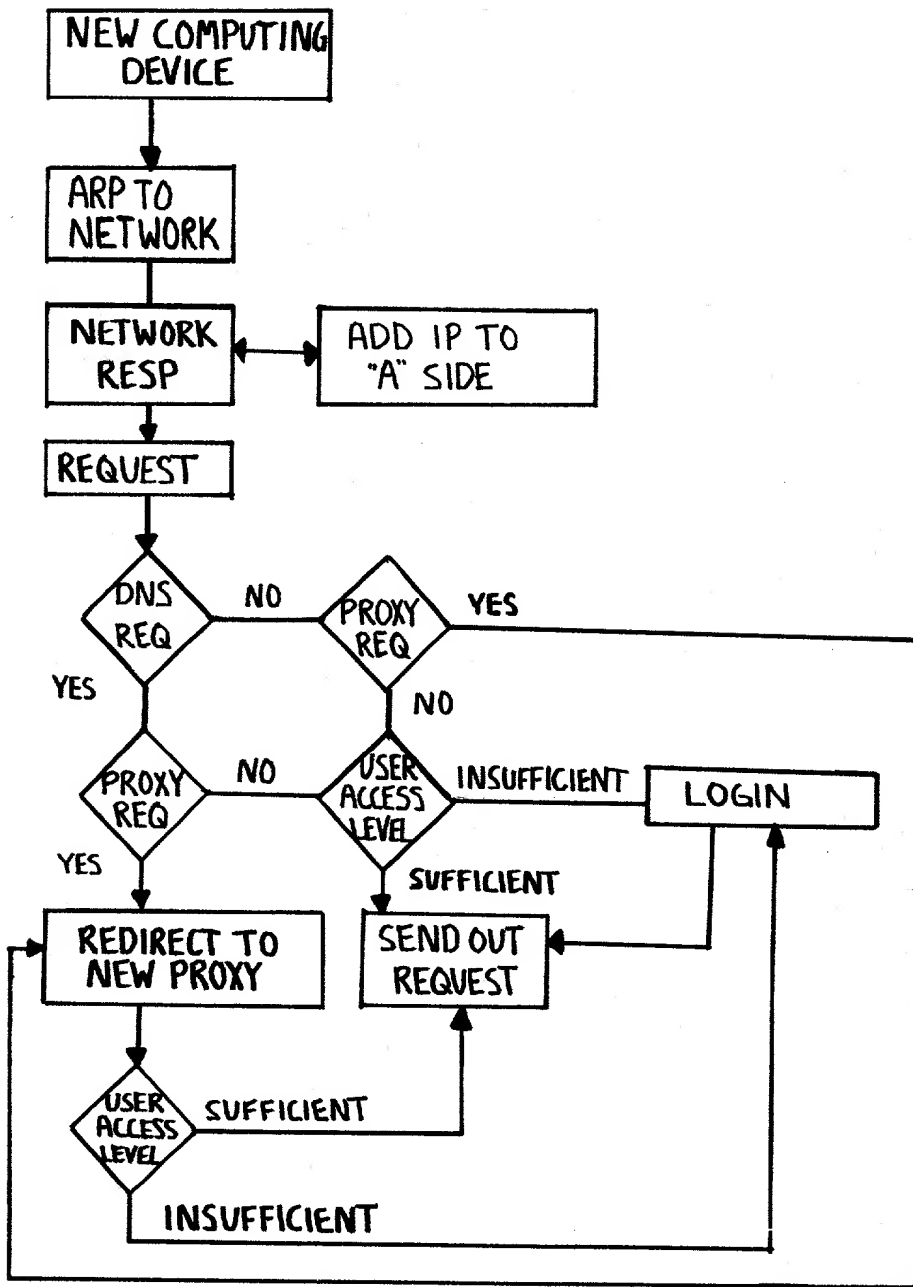 NEW COMPUTING
DEVICE
ARP TO
NETWORK
NETWORK
RESP
ADD IP TO
"A" SIDE
REQUEST
DNS
REQ
NO
PROXY
REQ
YES
YES
NO
PROXY
REQ
NO
USER
ACCESS
LEVEL
INSUFFICIENT
LOGIN
YES
SUFFICIENT
REDIRECT TO
NEW PROXY
SEND OUT
REQUEST
USER
ACCESS
LEVEL
SUFFICIENT
INSUFFICIENT